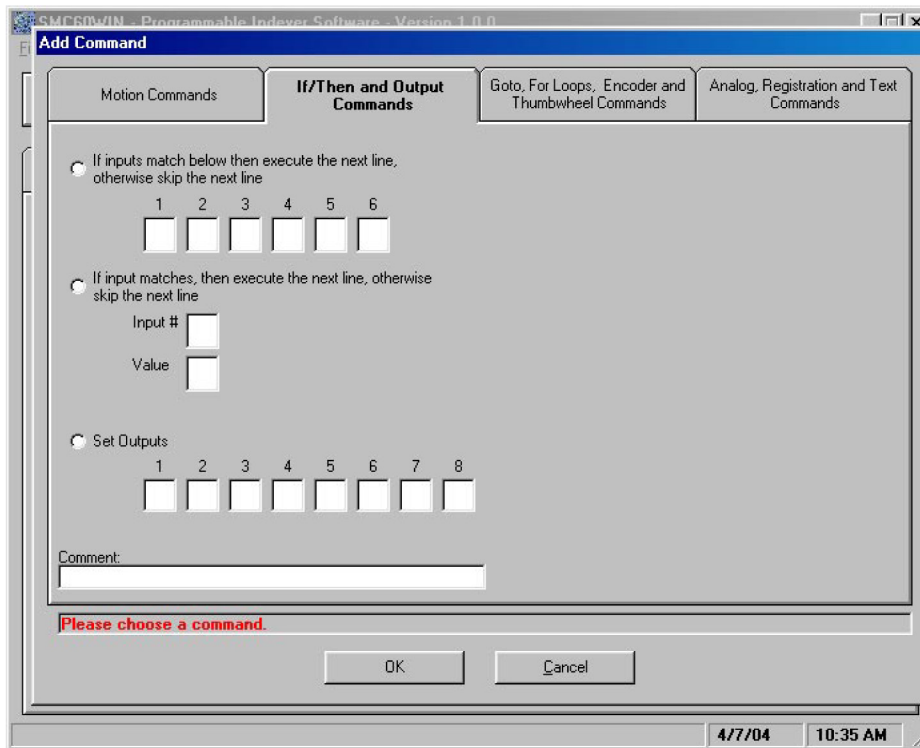 SMC60WIN - Programmable Indexer Software - Version 1.0.0
Add Command
Motion Commands
If/Then and Output
Commands
Goto, For Loops, Encoder and
Thumbwheel Commands
Analog, Registration and Text
Commands
If inputs match below then execute the next line,
otherwise skip the next line
1 2 3 4 5 6
If input matches, then execute the next line, otherwise
skip the next line
Input #
Value
Set Outputs
1 2 3 4 5 6 7 8
Comment:
Please choose a command.
OK Cancel
4/7/04 10:35 AM